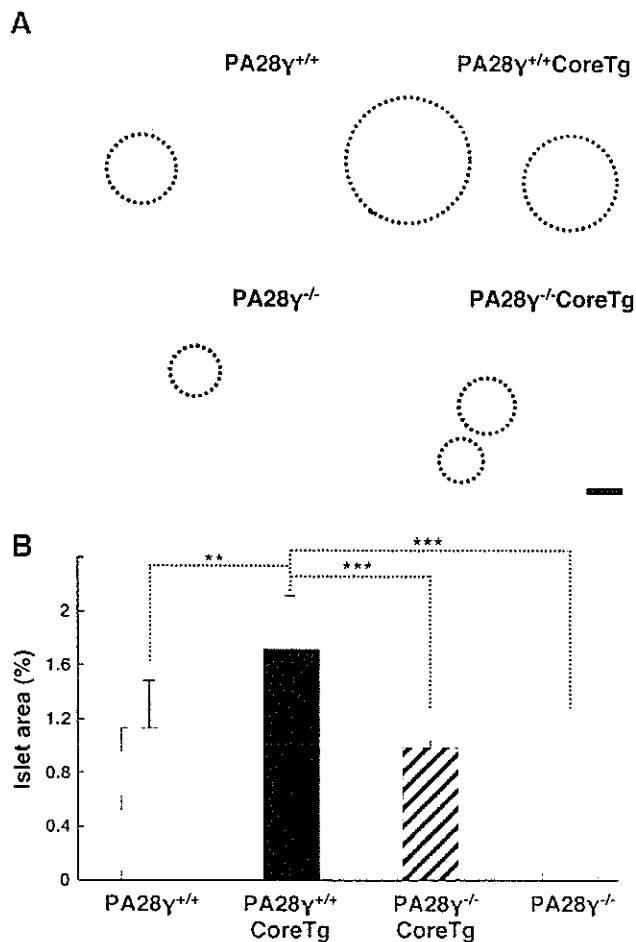 A
PA28γ+/+
PA28γ+/+CoreTg
PA28γ-/-
PA28γ-/-CoreTg
B
***
**
***
Islet area (%)
2
1.6
1.2
0.8
0.4
0
PA28γ+/+
PA28γ+/+
CoreTg
PA28γ-/-
CoreTg
PA28γ-/-